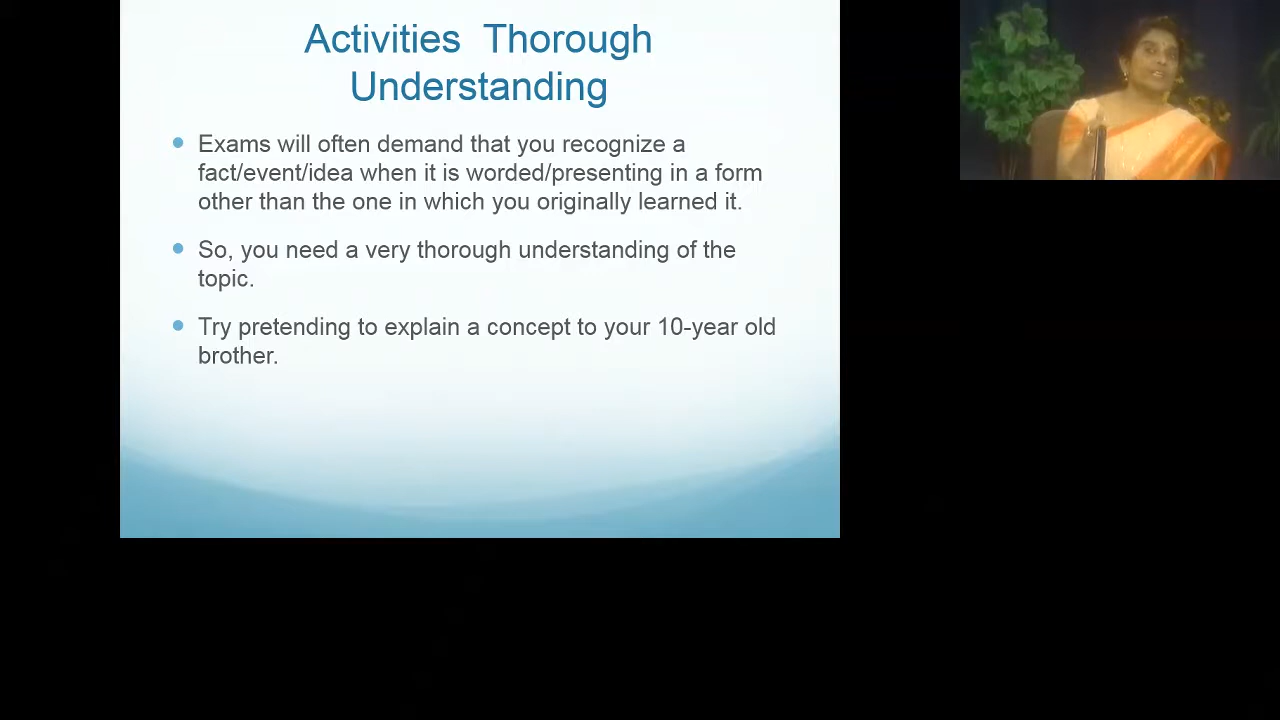 Activities Thorough
Understanding
Exams will often demand that you recognize a
fact/event/idea when it is worded/presenting in a form
other than the one in which you originally learned it.
So, you need a very thorough understanding of the
topic.
Try pretending to explain a concept to your 10-year old
brother.